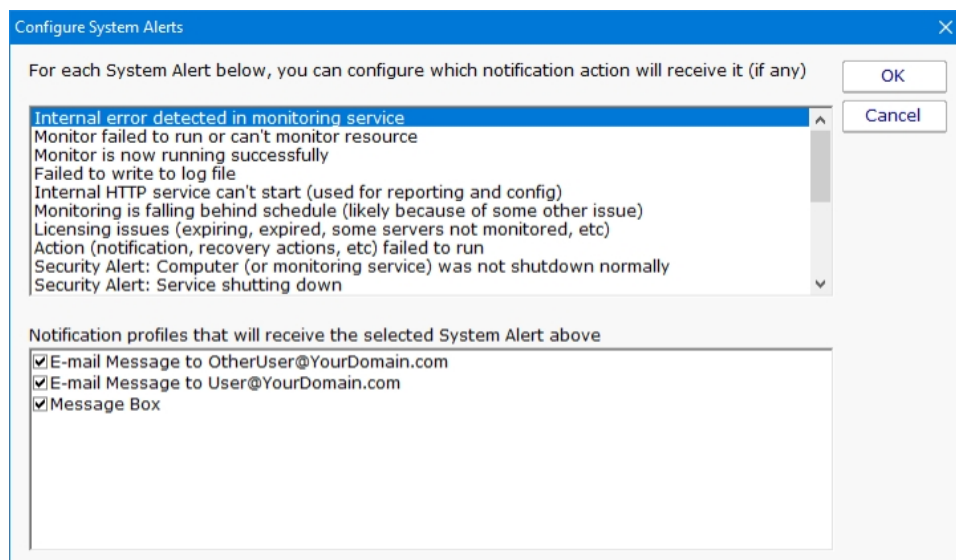 Configure System Alerts
For each System Alert below, you can configure which notification action will receive it (if any)
OK
Cancel
Internal error detected in monitoring service
Monitor failed to run or can't monitor resource
Monitor is now running successfully
Failed to write to log file
Internal HTTP service can't start (used for reporting and config)
Monitoring is falling behind schedule (likely because of some other issue)
Licensing issues (expiring, expired, some servers not monitored, etc)
Action (notification, recovery actions, etc) failed to run
Security Alert: Computer (or monitoring service) was not shutdown normally
Security Alert: Service shutting down
Notification profiles that will receive the selected System Alert above
E-mail Message to OtherUser@YourDomain.com
E-mail Message to User@YourDomain.com
Message Box